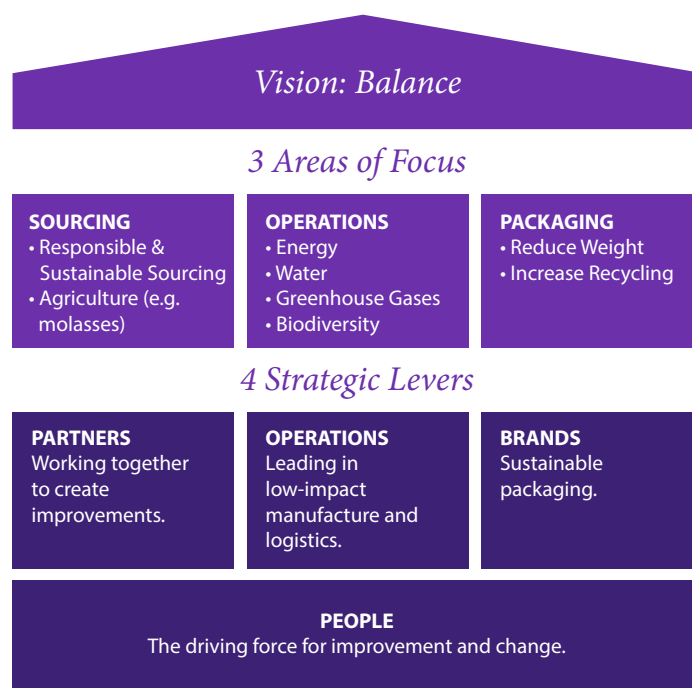 Vision: Balance
3 Areas of Focus
SOURCING
• Responsible &
Sustainable Sourcing
• Agriculture (e.g.
molasses)
OPERATIONS
• Energy
• Water
• Greenhouse Gases
• Biodiversity
PACKAGING
• Reduce Weight
• Increase Recycling
4 Strategic Levers
PARTNERS
Working together
to create
improvements.
OPERATIONS
Leading in
low-impact
manufacture and
logistics.
BRANDS
Sustainable
packaging.
PEOPLE
The driving force for improvement and change.